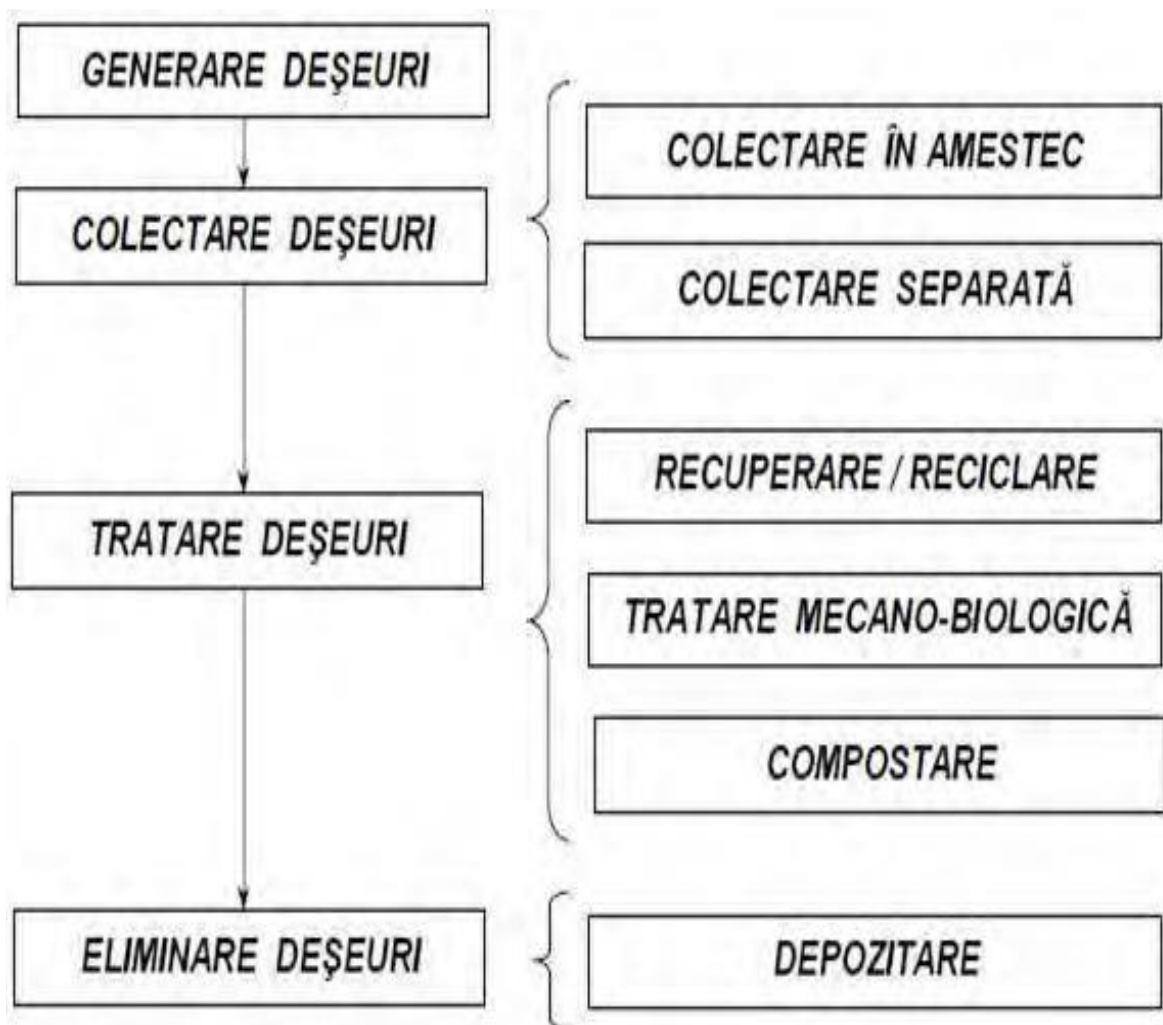 GENERARE DEŞEURI
COLECTARE DEŞEURI
COLECTARE ÎN AMESTEC
COLECTARE SEPARATĂ
TRATARE DEŞEURI
RECUPERARE / RECICLARE
TRATARE MECANO-BIOLOGICĂ
COMPOSTARE
ELIMINARE DEŞEURI
DEPOZITARE